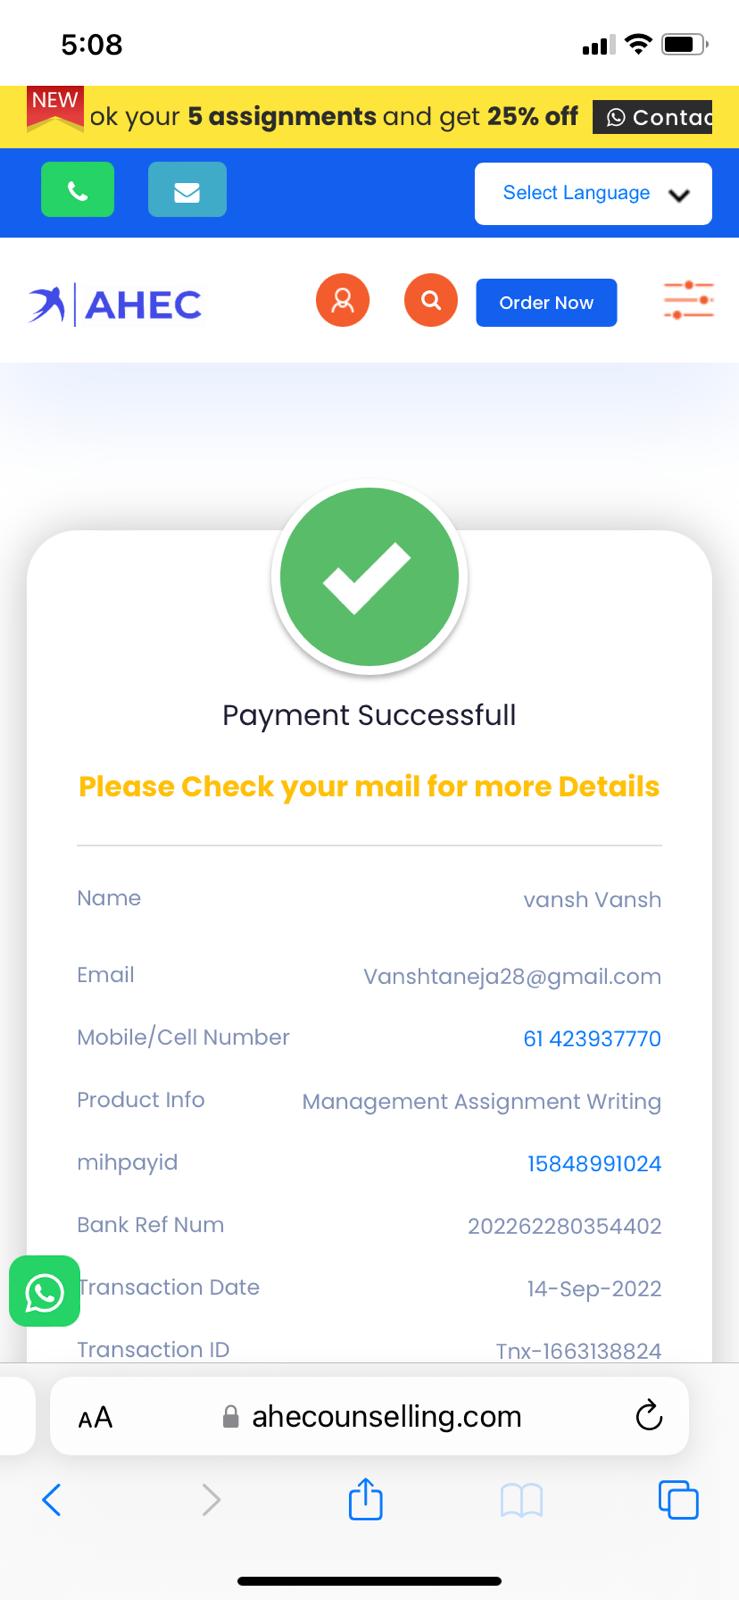 5:08
NEW
ok your 5 assignments and get 25% off Contac
Select Language
AHEC
Order Now
Payment Successfull
Please Check your mail for more Details
Name vansh Vansh
Email Vanshtaneja28@gmail.com
Mobile/Cell Number 61 423937770
Product Info Management Assignment Writing
mihpayid 15848991024
Bank Ref Num 202262280354402
Transaction Date 14-Sep-2022
Transaction ID Tnx-1663138824
AA ahecounselling.com